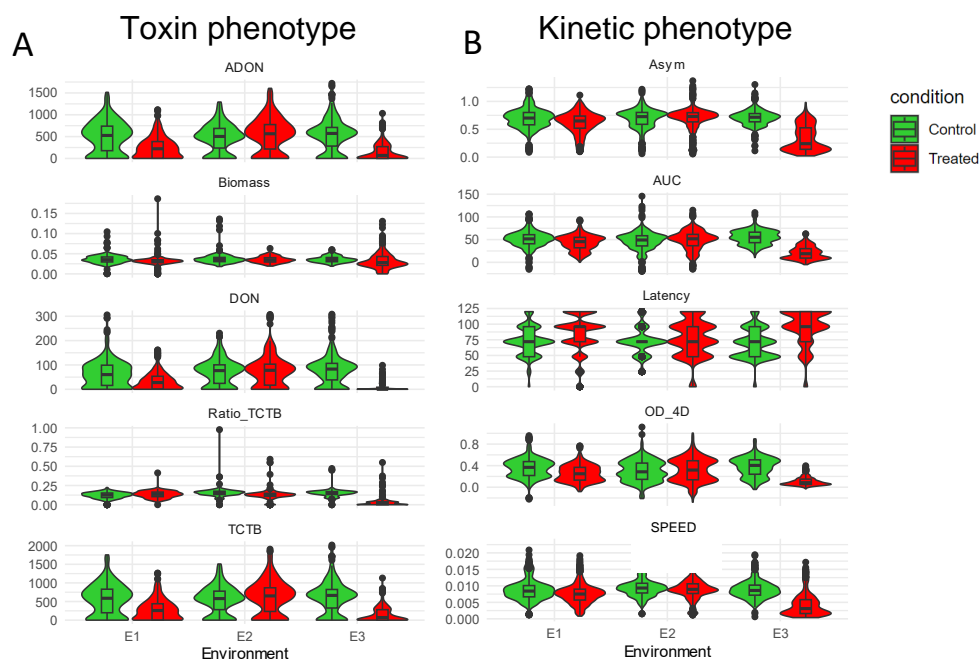 A
Toxin phenotype
ADON
1500
1000
500
0
Biomass
0.15
0.10
0.05
0.00
DON
300
200
100
0
Ratio_TCTB
1.00
0.75
0.50
0.25
0.00
TCTB
2000
1500
1000
500
0
E1 E2 E3
Environment
B
Kinetic phenotype
Asym
1.0
0.5
0.0
AUC
150
100
50
0
Latency
125
100
75
50
25
0
OD_4D
0.8
0.4
0.0
SPEED
0.020
0.015
0.010
0.005
0.000
E1 E2 E3
Environment
condition
Control
Treated